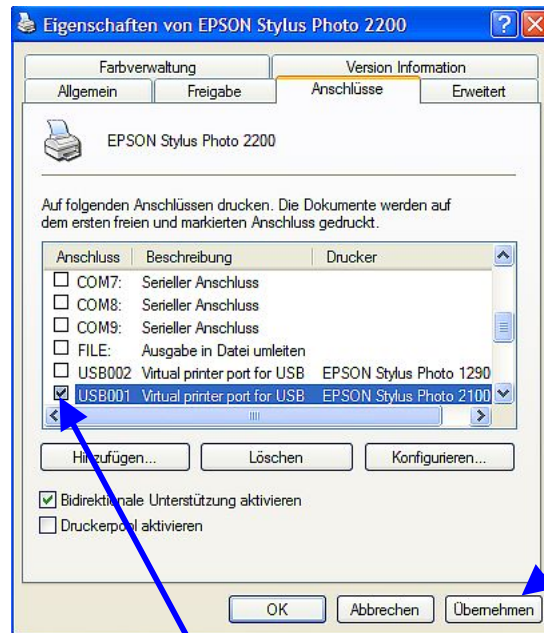 Eigenschaften von EPSON Stylus Photo 2200
Farbverwaltung Version Information
Allgemein Freigabe Anschlüsse Erweitert
EPSON Stylus Photo 2200
Auf folgenden Anschlüssen drucken. Die Dokumente werden auf
dem ersten freien und markierten Anschluss gedruckt.
Anschluss Beschreibung Drucker
COM7: Serieller Anschluss
COM8: Serieller Anschluss
COM9: Serieller Anschluss
FILE: Ausgabe in Datei umleiten
USB002 Virtual printer port for USB EPSON Stylus Photo 1290
USB001 Virtual printer port for USB EPSON Stylus Photo 2100
Hinzufügen... Löschen Konfigurieren...
Bidirektionale Unterstützung aktivieren
Druckerpool aktivieren
OK Abbrechen Übernehmen